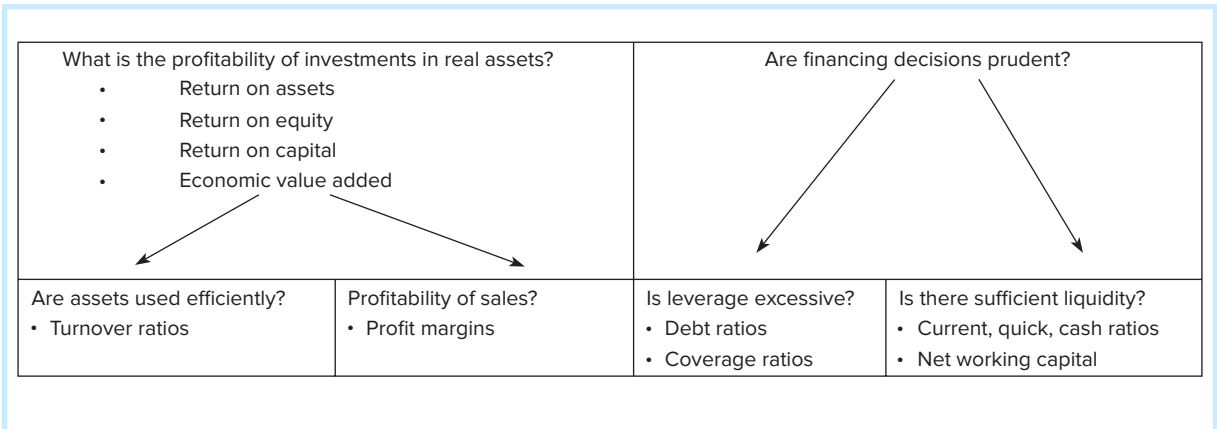 What is the profitability of investments in real assets?
• Return on assets
• Return on equity
• Return on capital
• Economic value added
Are financing decisions prudent?
Are assets used efficiently?
• Turnover ratios
Profitability of sales?
• Profit margins
Is leverage excessive?
• Debt ratios
• Coverage ratios
Is there sufficient liquidity?
• Current, quick, cash ratios
• Net working capital